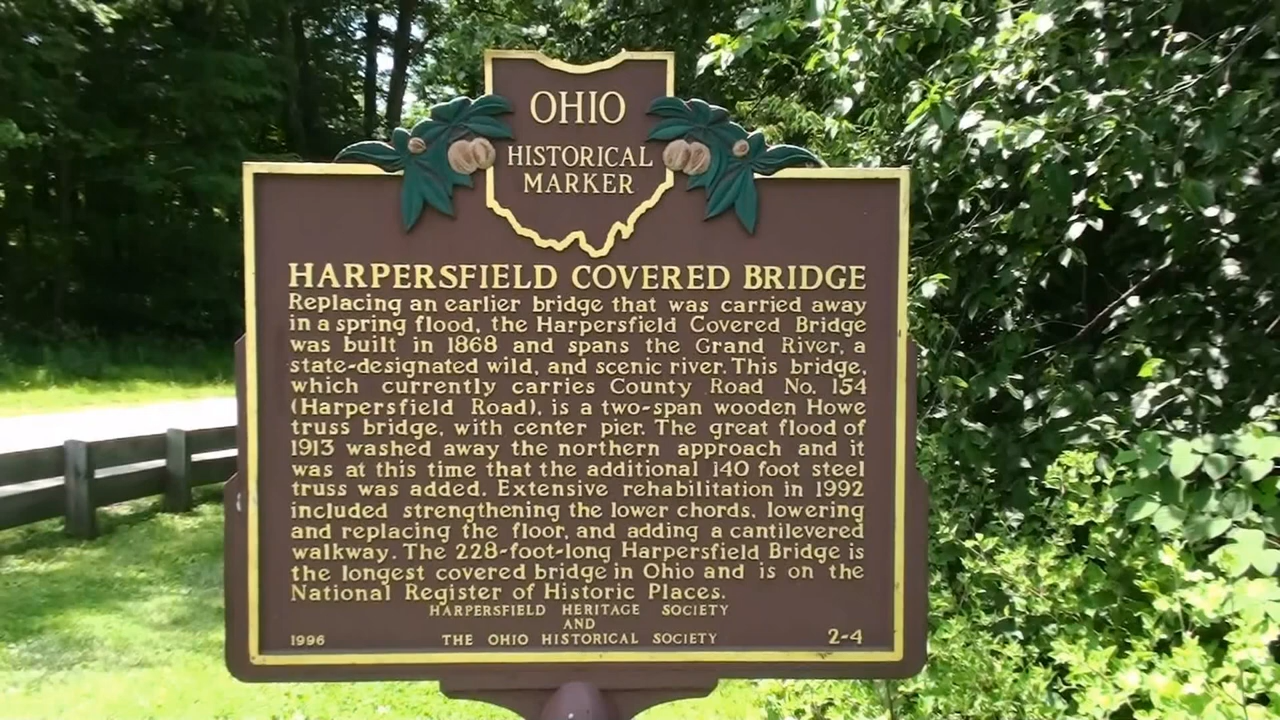 OHIO
HISTORICAL
MARKER
HARPERSFIELD COVERED BRIDGE
Replacing an earlier bridge that was carried away
in a spring flood, the Harpersfield Covered Bridge
was built in 1868 and spans the Grand River, a
state-designated wild, and scenic river. This bridge,
which currently carries County Road No. 154
(Harpersfield Road), is a two-span wooden Howe
truss bridge, with center pier. The great flood of
1913 washed away the northern approach and it
was at this time that the additional 140 foot steel
truss was added. Extensive rehabilitation in 1992
included strengthening the lower chords, lowering
and replacing the floor, and adding a cantilevered
walkway. The 228-foot-long Harpersfield Bridge is
the longest covered bridge in Ohio and is on the
National Register of Historic Places.
HARPERSFIELD HERITAGE SOCIETY
AND
1996 THE OHIO HISTORICAL SOCIETY 2-4